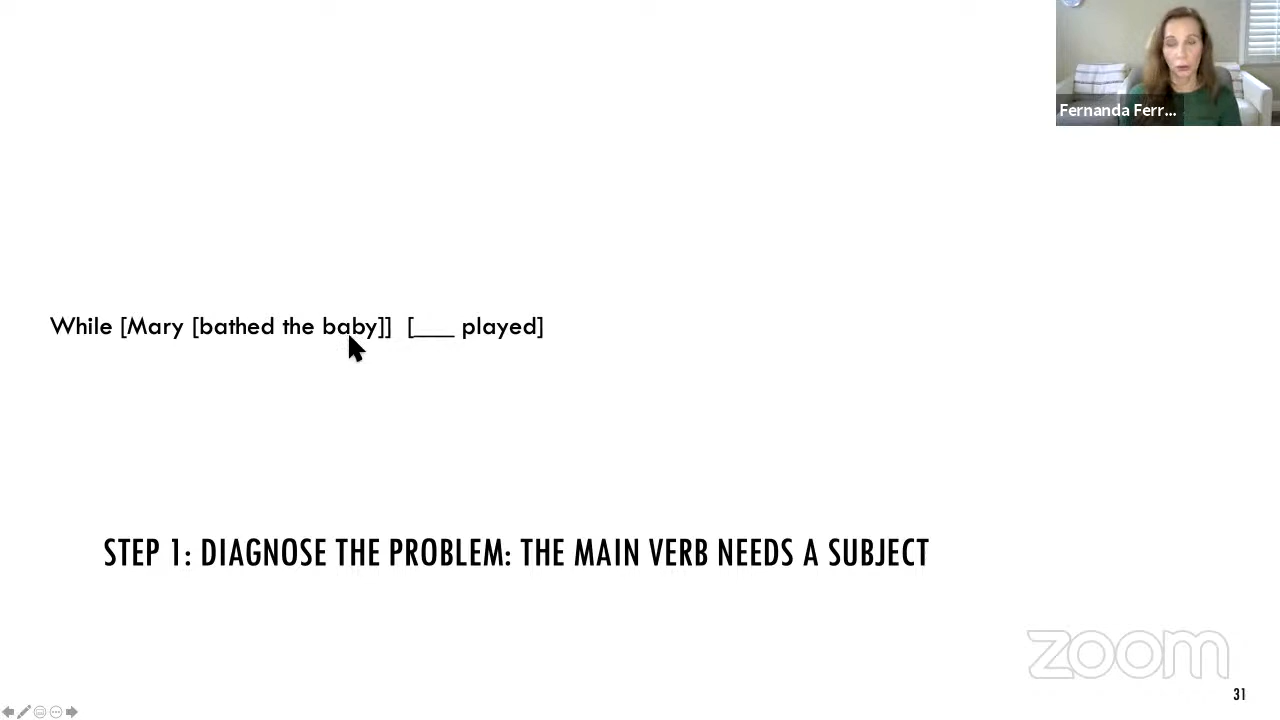 Fernanda Ferr...
While [Mary [bathed the baby]] [___ played]
STEP 1: DIAGNOSE THE PROBLEM: THE MAIN VERB NEEDS A SUBJECT
zoom
31